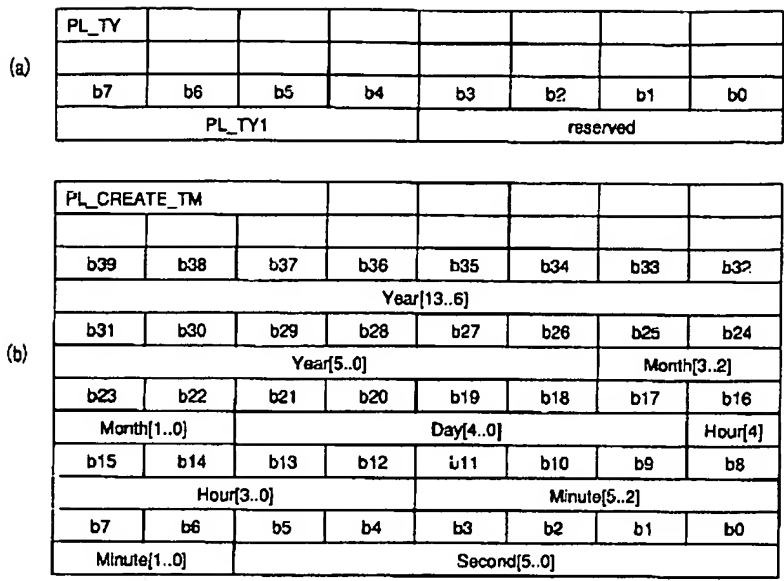 (a)
PL_TY
b7 b6 b5 b4 b3 b2 b1 b0
PL_TY1 reserved
(b)
PL_CREATE_TM
b39 b38 b37 b36 b35 b34 b33 b32
Year[13..6]
b31 b30 b29 b28 b27 b26 b25 b24
Year[5..0] Month[3..2]
b23 b22 b21 b20 b19 b18 b17 b16
Month[1..0] Day[4..0] Hour[4]
b15 b14 b13 b12 b11 b10 b9 b8
Hour[3..0] Minute[5..2]
b7 b6 b5 b4 b3 b2 b1 b0
Minute[1..0] Second[5..0]